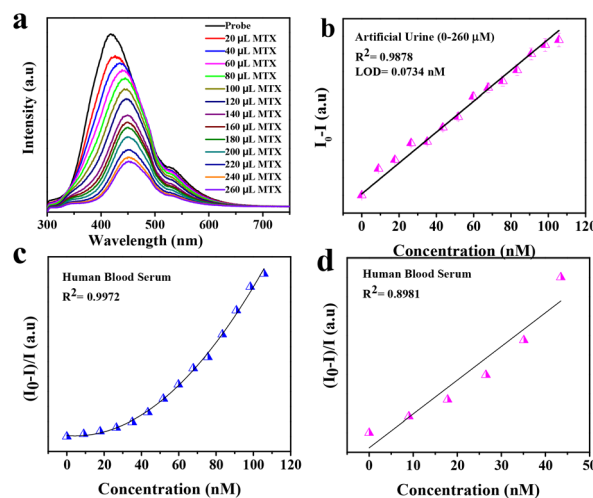 a
Probe
20 µL MTX
40 µL MTX
60 µL MTX
80 µL MTX
100 µL MTX
120 µL MTX
140 µL MTX
160 µL MTX
180 µL MTX
200 µL MTX
220 µL MTX
240 µL MTX
260 µL MTX
Intensity (a.u)
300 400 500 600 700
Wavelength (nm)
b
Artificial Urine (0-260 µM)
R²= 0.9878
LOD= 0.0734 nM
I₀-I (a.u)
0 20 40 60 80 100 120
Concentration (nM)
c
Human Blood Serum
R²= 0.9972
(I₀-I)/I (a.u)
0 20 40 60 80 100 120
Concentration (nM)
d
Human Blood Serum
R²= 0.8981
(I₀-I)/I (a.u)
0 10 20 30 40 50
Concentration (nM)